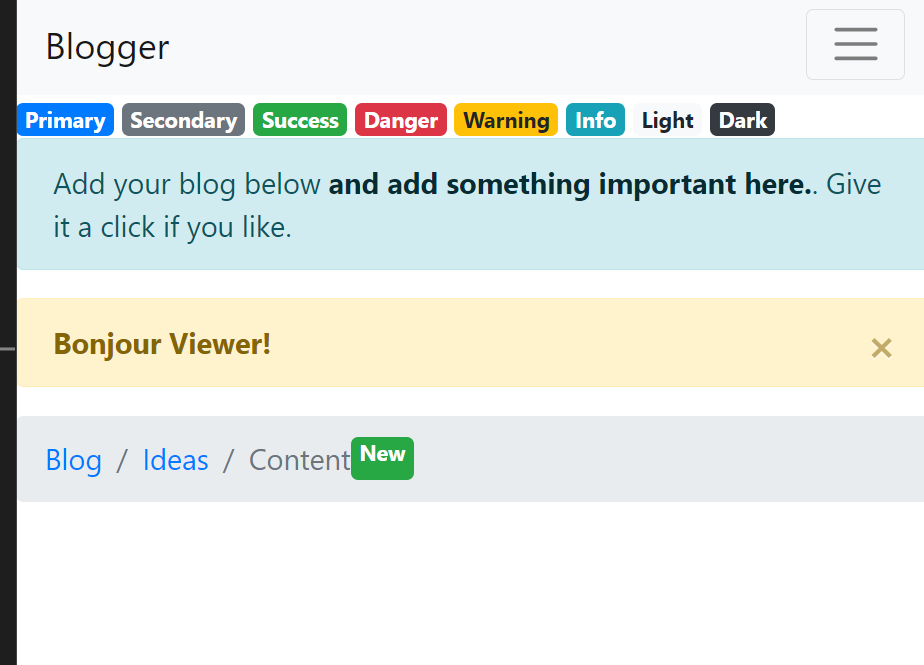 Blogger
Primary Secondary Success Danger Warning Info Light Dark
Add your blog below and add something important here.. Give
it a click if you like.
Bonjour Viewer! ×
Blog / Ideas / Content New